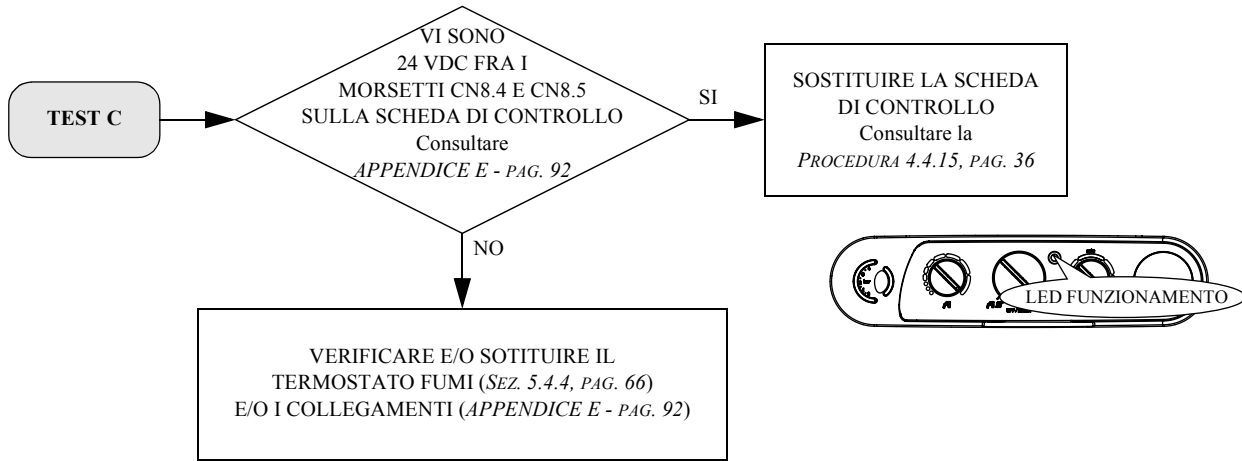 TEST C
VI SONO
24 VDC FRA I
MORSETTI CN8.4 E CN8.5
SULLA SCHEDA DI CONTROLLO
Consultare
APPENDICE E - PAG. 92
SI
SOSTITUIRE LA SCHEDA
DI CONTROLLO
Consultare la
PROCEDURA 4.4.15, PAG. 36
NO
LED FUNZIONAMENTO
VERIFICARE E/O SOTITUIRE IL
TERMOSTATO FUMI (SEZ. 5.4.4, PAG. 66)
E/O I COLLEGAMENTI (APPENDICE E - PAG. 92)